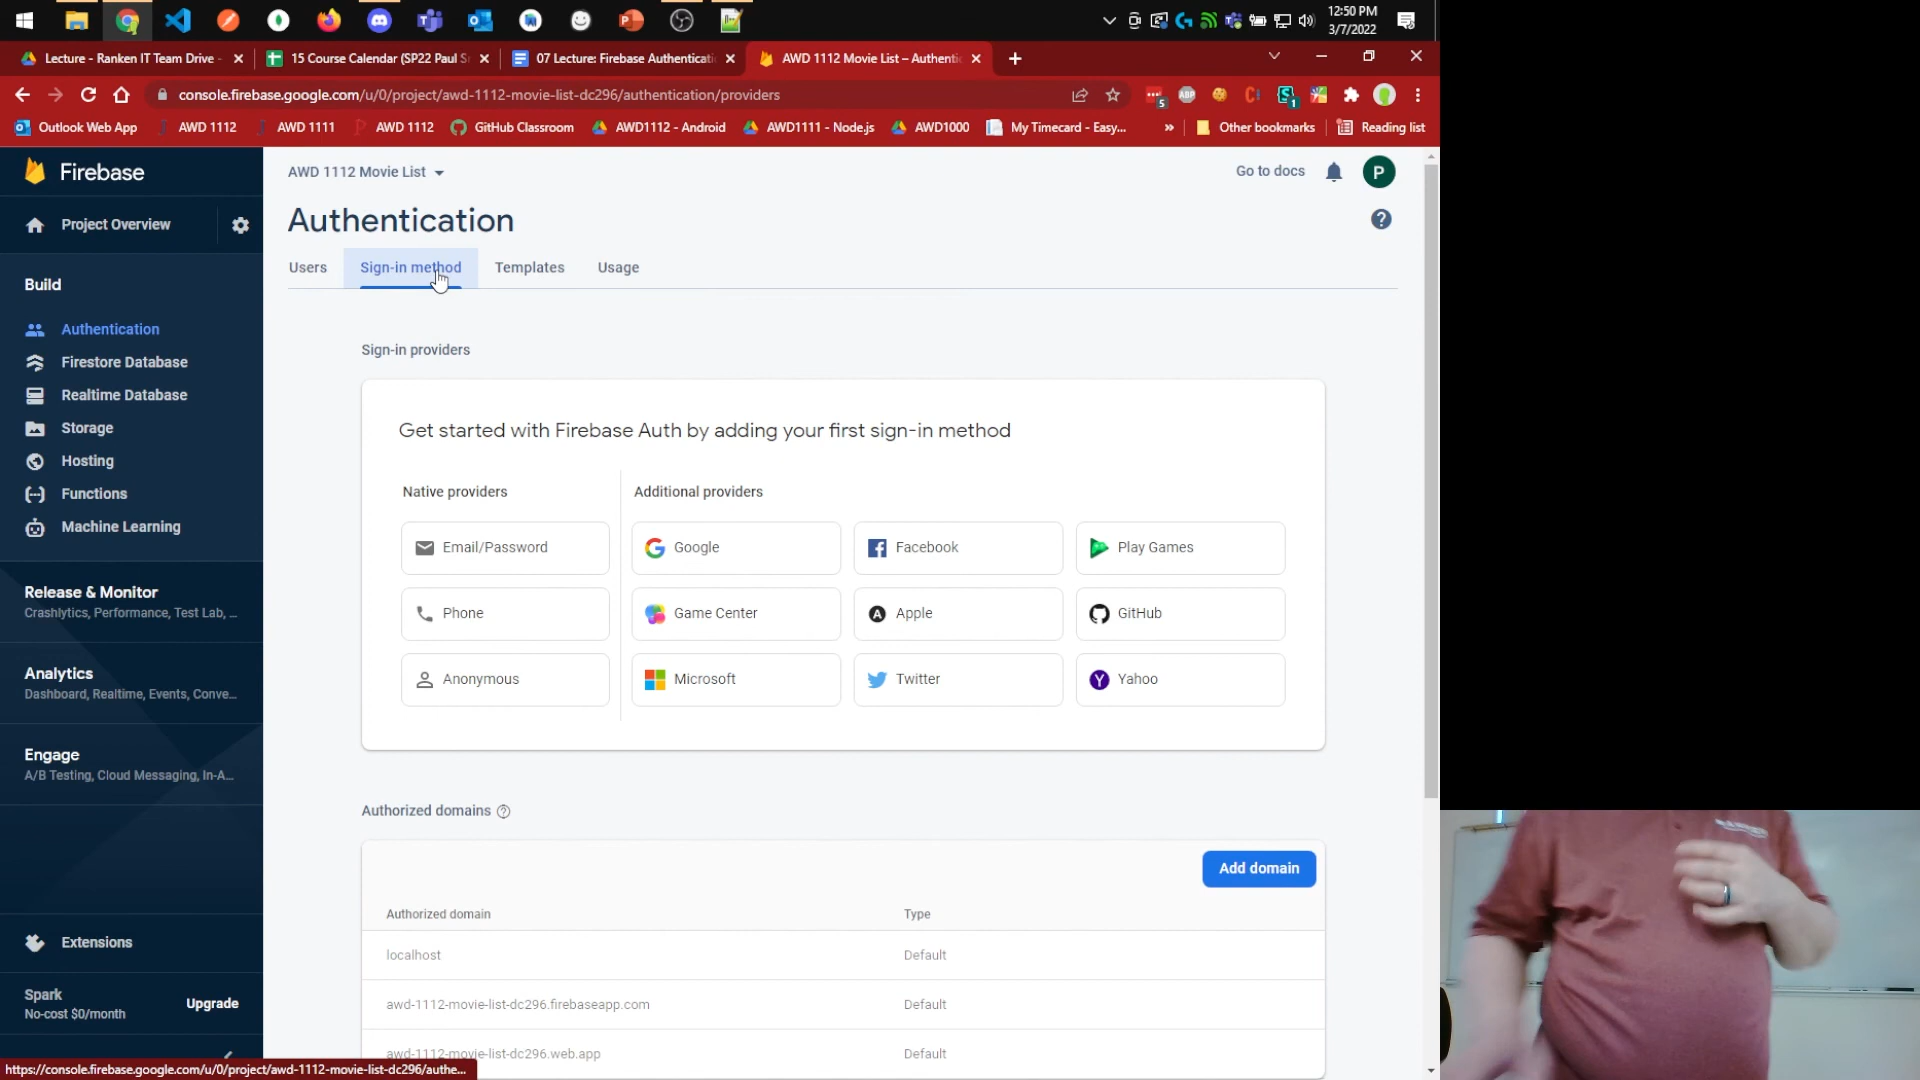 12:50 PM
3/7/2022
Lecture - Ranken IT Team Drive -
15 Course Calendar (SP22 Paul S
07 Lecture: Firebase Authenticati
AWD 1112 Movie List – Authenti
console.firebase.google.com/u/0/project/awd-1112-movie-list-dc296/authentication/providers
5
ABP
1
Outlook Web App
AWD 1112
AWD 1111
AWD 1112
GitHub Classroom
AWD1112 - Android
AWD1111 - Node.js
AWD1000
My Timecard - Easy...
»
Other bookmarks
Reading list
Firebase
AWD 1112 Movie List
Go to docs
P
Project Overview
Authentication
?
Users
Sign-in method
Templates
Usage
Build
Authentication
Firestore Database
Realtime Database
Storage
Hosting
Functions
Machine Learning
Release & Monitor
Crashlytics, Performance, Test Lab, ...
Analytics
Dashboard, Realtime, Events, Conve...
Engage
A/B Testing, Cloud Messaging, In-A...
Extensions
Spark
No-cost $0/month
Upgrade
Sign-in providers
Get started with Firebase Auth by adding your first sign-in method
Native providers
Additional providers
Email/Password
Google
Facebook
Play Games
Phone
Game Center
Apple
GitHub
Anonymous
Microsoft
Twitter
Yahoo
Authorized domains
Add domain
Authorized domain
Type
localhost
Default
awd-1112-movie-list-dc296.firebaseapp.com
Default
awd-1112-movie-list-dc296.web.app
Default
https://console.firebase.google.com/u/0/project/awd-1112-movie-list-dc296/authe...